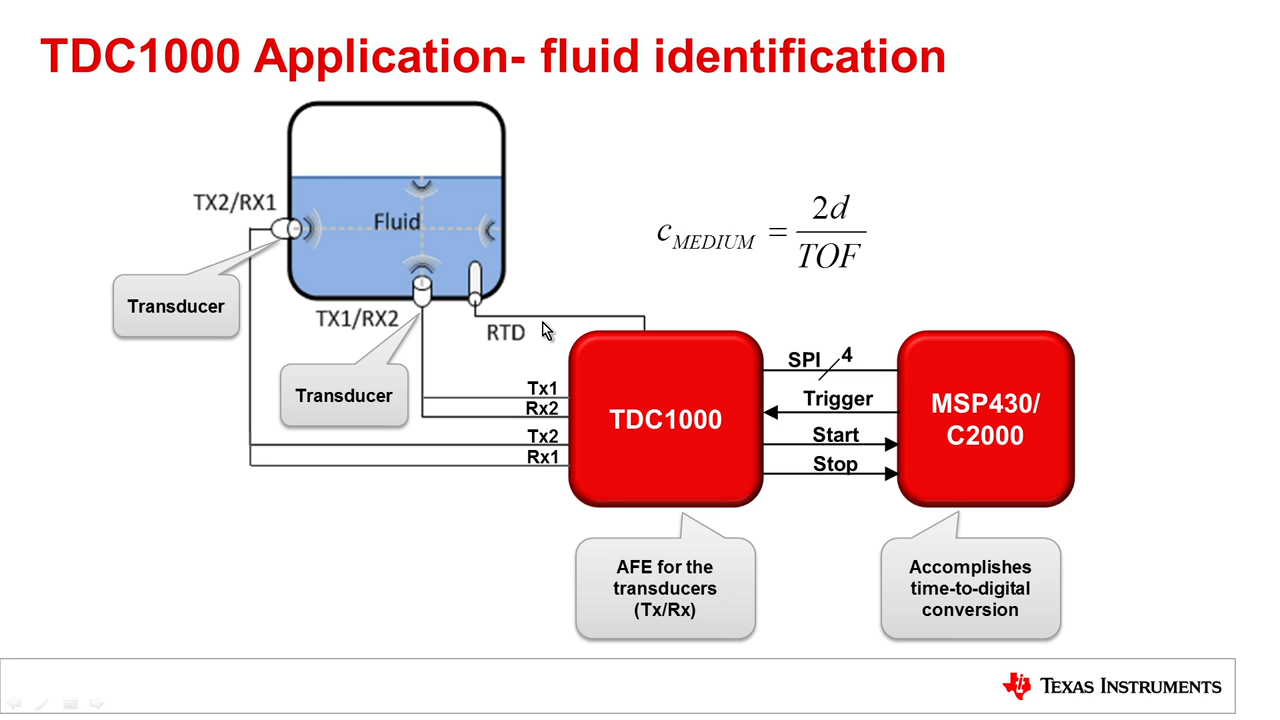 TDC1000 Application- fluid identification
TX2/RX1
Fluid
Transducer
TX1/RX2
RTD
Transducer
c_MEDIUM = 2d / TOF
Tx1
Rx2
Tx2
Rx1
TDC1000
SPI 4
Trigger
Start
Stop
MSP430/
C2000
AFE for the
transducers
(Tx/Rx)
Accomplishes
time-to-digital
conversion
TEXAS INSTRUMENTS